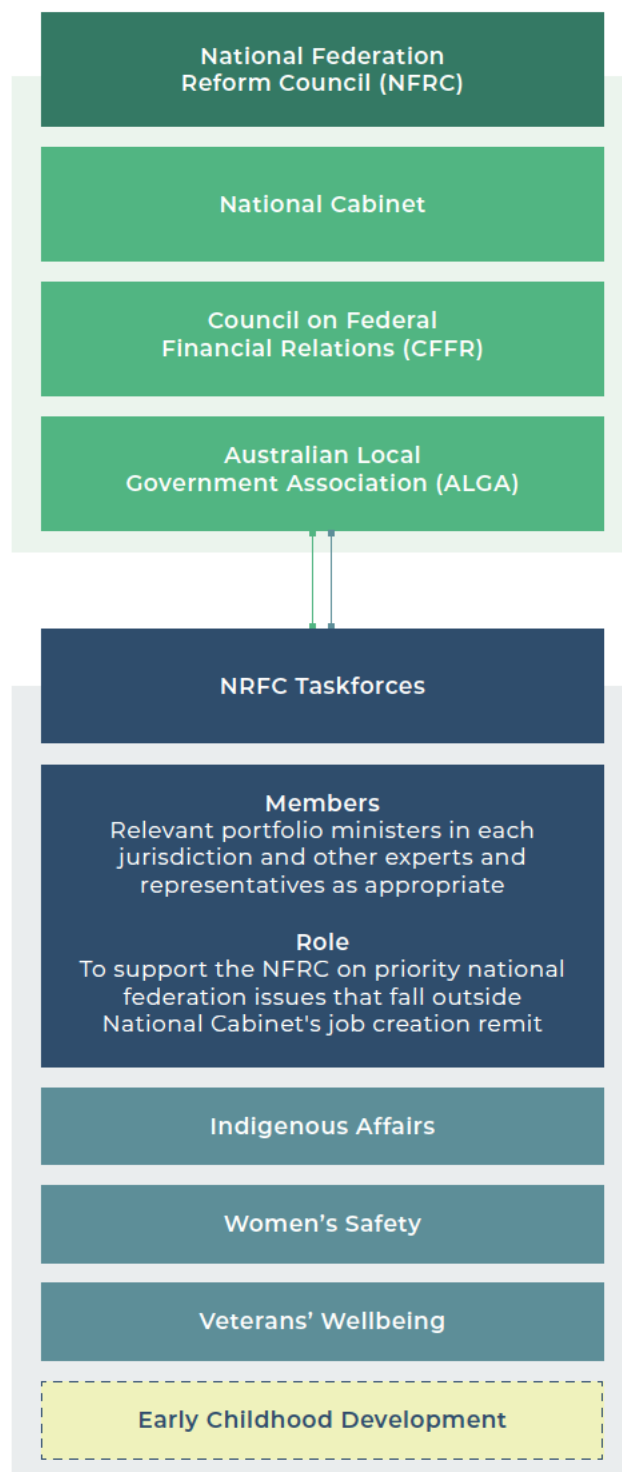 National Federation
Reform Council (NFRC)
National Cabinet
Council on Federal
Financial Relations (CFFR)
Australian Local
Government Association (ALGA)
NRFC Taskforces
Members
Relevant portfolio ministers in each
jurisdiction and other experts and
representatives as appropriate
Role
To support the NFRC on priority national
federation issues that fall outside
National Cabinet's job creation remit
Indigenous Affairs
Women’s Safety
Veterans’ Wellbeing
Early Childhood Development